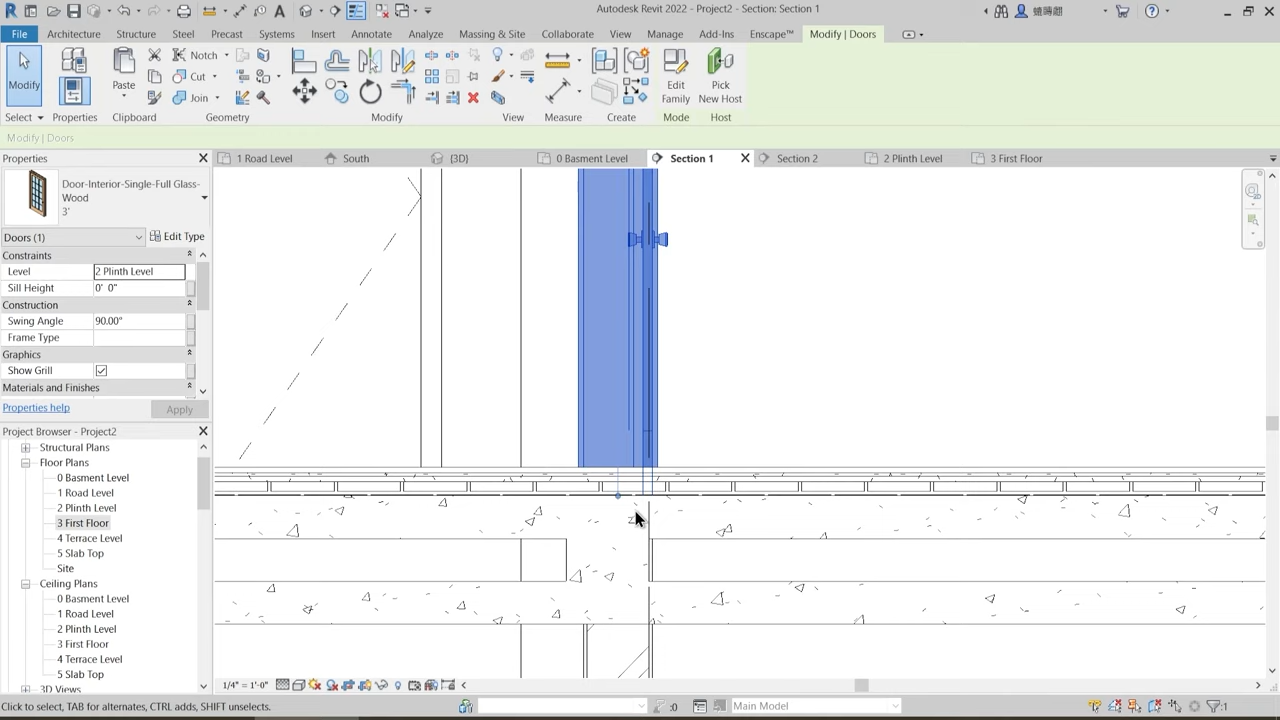 Autodesk Revit 2022 - Project2 - Section: Section 1
File Architecture Structure Steel Precast Systems Insert Annotate Analyze Massing & Site Collaborate View Manage Add-Ins Enscape™ Modify | Doors
Modify
Paste
Notch
Cut
Join
Edit Family
Pick New Host
Select Properties Clipboard Geometry Modify View Measure Create Mode Host
Modify | Doors
Properties
1 Road Level South {3D} 0 Basment Level Section 1 Section 2 2 Plinth Level 3 First Floor
Door-Interior-Single-Full Glass-
Wood
3'
Doors (1) Edit Type
Constraints
Level 2 Plinth Level
Sill Height 0' 0"
Construction
Swing Angle 90.00°
Frame Type
Graphics
Show Grill
Materials and Finishes
Properties help Apply
Project Browser - Project2
Structural Plans
Floor Plans
0 Basment Level
1 Road Level
2 Plinth Level
3 First Floor
4 Terrace Level
5 Slab Top
Site
Ceiling Plans
0 Basment Level
1 Road Level
2 Plinth Level
3 First Floor
4 Terrace Level
5 Slab Top
3D Views
1/4" = 1'-0"
Click to select, TAB for alternates, CTRL adds, SHIFT unselects. :0 Main Model :1